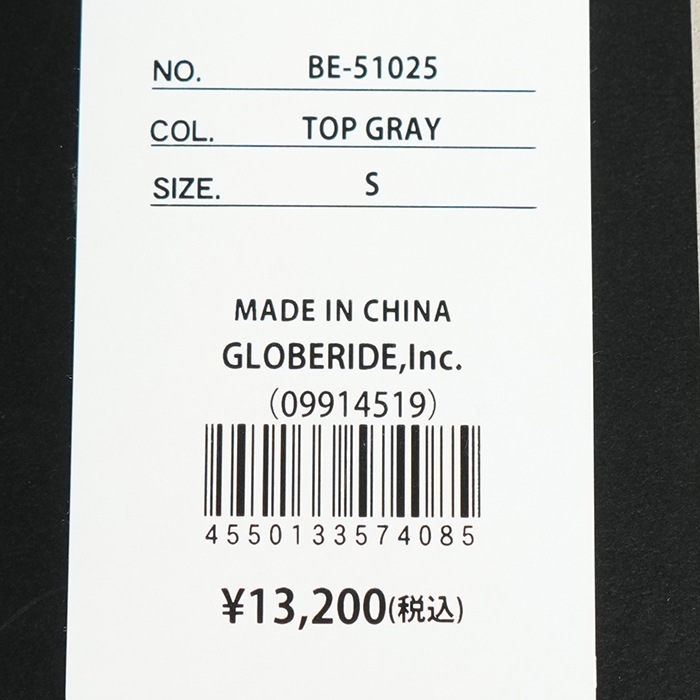 NO. BE-51025
COL. TOP GRAY
SIZE. S
MADE IN CHINA
GLOBERIDE,Inc.
(09914519)
4550133574085
¥13,200(税込)